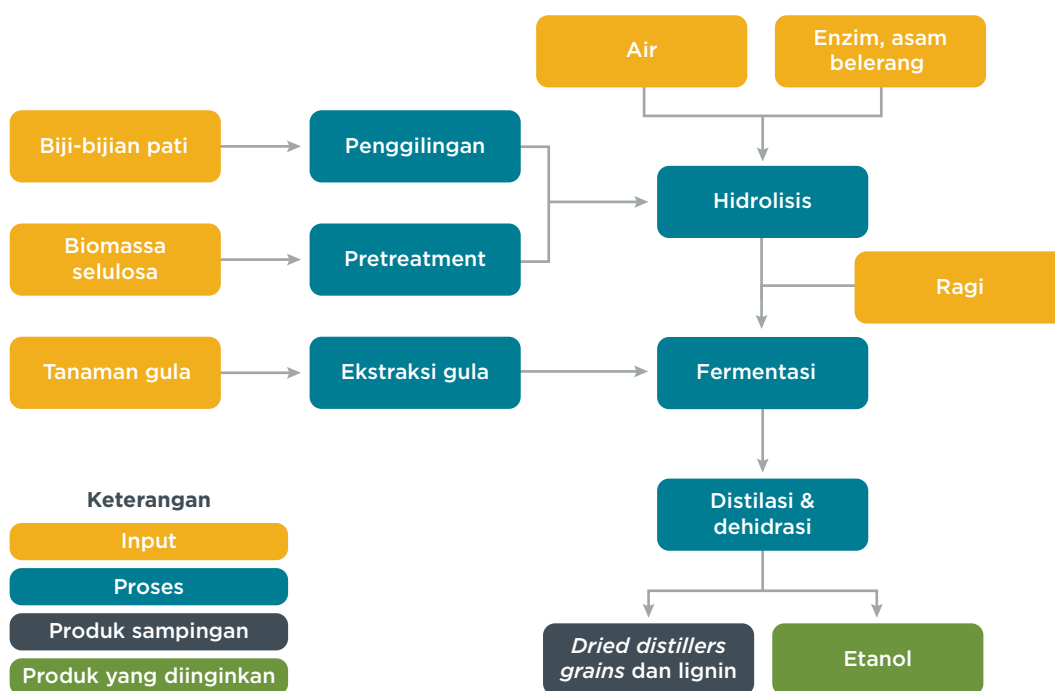 Air
Enzim, asam
belerang
Biji-bijian pati
Penggilingan
Hidrolisis
Biomassa
selulosa
Pretreatment
Ragi
Tanaman gula
Ekstraksi gula
Fermentasi
Distilasi &
dehidrasi
Keterangan
Input
Proses
Produk sampingan
Produk yang diinginkan
Dried distillers
grains dan lignin
Etanol